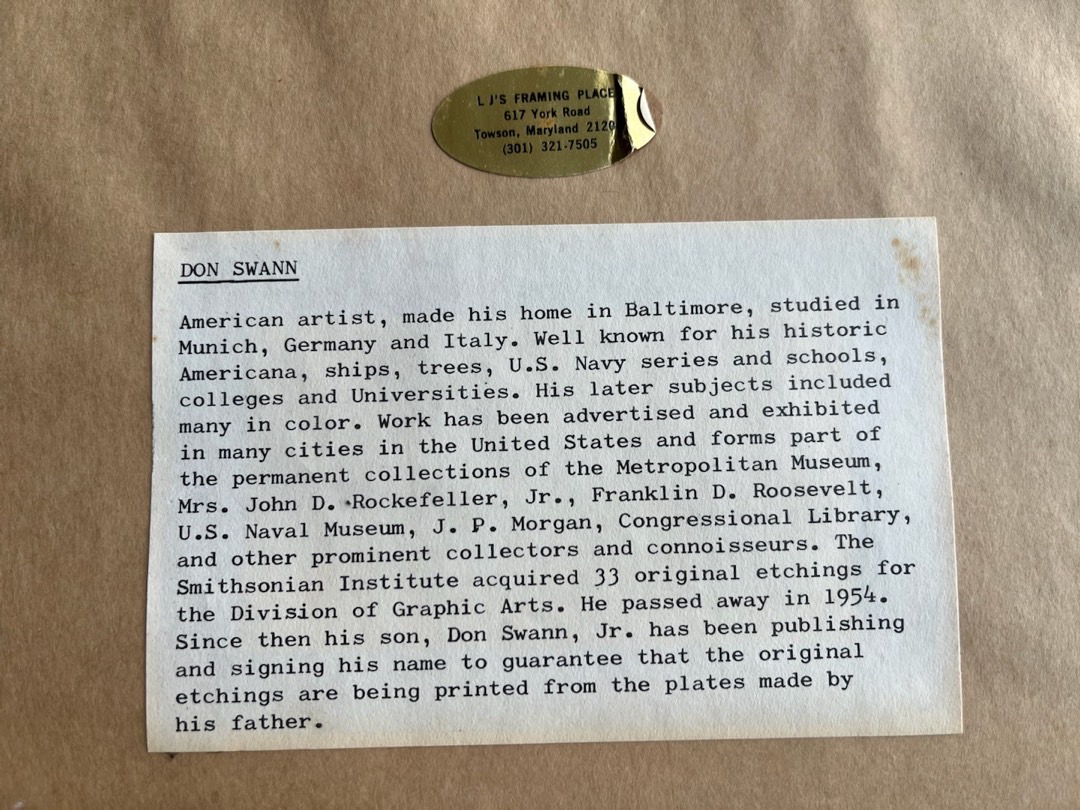 L J'S FRAMING PLACE
617 York Road
Towson, Maryland 2120
(301) 321-7505
DON SWANN
American artist, made his home in Baltimore, studied in
Munich, Germany and Italy. Well known for his historic
Americana, ships, trees, U.S. Navy series and schools,
colleges and Universities. His later subjects included
many in color. Work has been advertised and exhibited
in many cities in the United States and forms part of
the permanent collections of the Metropolitan Museum,
Mrs. John D. Rockefeller, Jr., Franklin D. Roosevelt,
U.S. Naval Museum, J. P. Morgan, Congressional Library,
and other prominent collectors and connoisseurs. The
Smithsonian Institute acquired 33 original etchings for
the Division of Graphic Arts. He passed away in 1954.
Since then his son, Don Swann, Jr. has been publishing
and signing his name to guarantee that the original
etchings are being printed from the plates made by
his father.